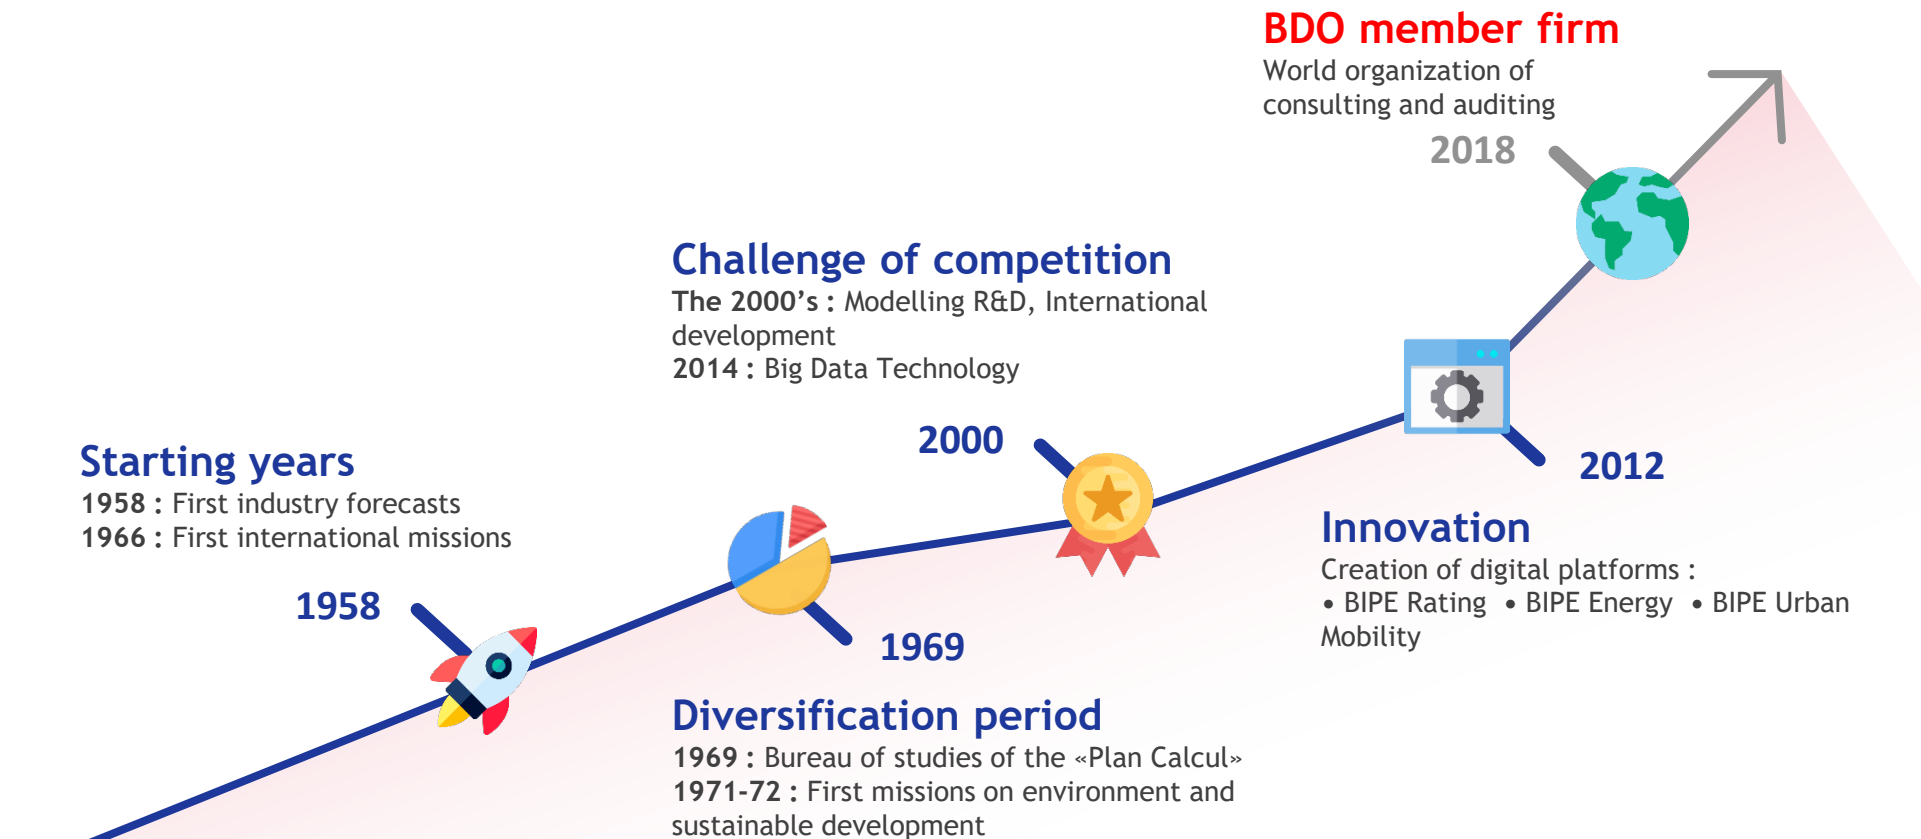 BDO member firm
World organization of
consulting and auditing
2018
Challenge of competition
The 2000’s : Modelling R&D, International
development
2014 : Big Data Technology
2000
Starting years
1958 : First industry forecasts
1966 : First international missions
1958
2012
Innovation
Creation of digital platforms :
• BIPE Rating • BIPE Energy • BIPE Urban
Mobility
1969
Diversification period
1969 : Bureau of studies of the «Plan Calcul»
1971-72 : First missions on environment and
sustainable development